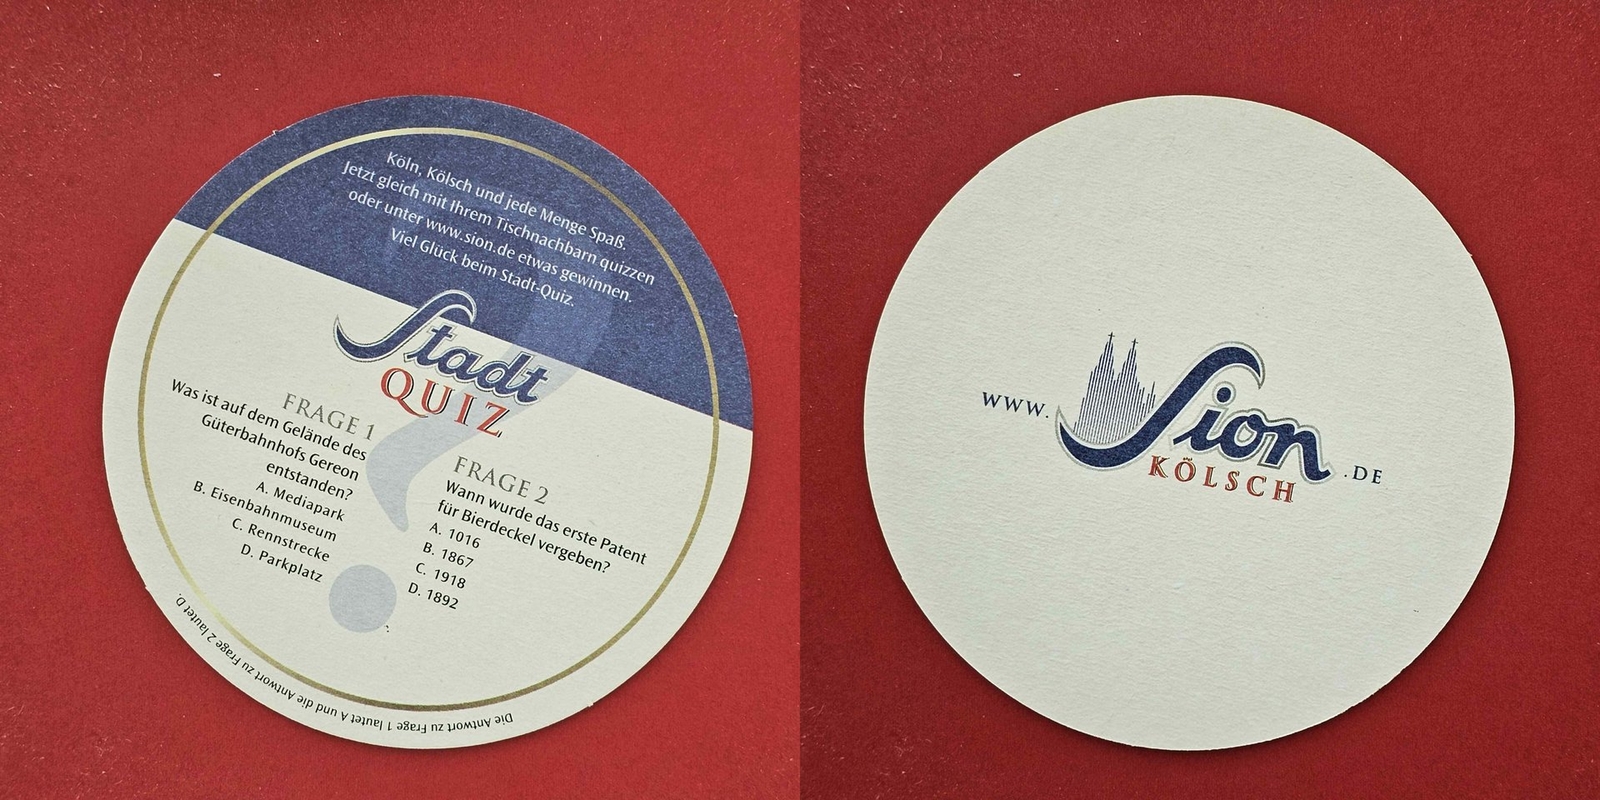 Köln, Kölsch und jede Menge Spaß.
Jetzt gleich mit Ihrem Tischnachbarn quizzen
oder unter www.sion.de etwas gewinnen.
Viel Glück beim Stadt-Quiz.
Stadt
QUIZ
FRAGE 1
Was ist auf dem Gelände des
Güterbahnhofs Gereon
entstanden?
A. Mediapark
B. Eisenbahnmuseum
C. Rennstrecke
D. Parkplatz
FRAGE 2
Wann wurde das erste Patent
für Bierdeckel vergeben?
A. 1016
B. 1867
C. 1918
D. 1892
Die Antwort zu Frage 1 lautet A und die Antwort zu Frage 2 lautet D.
www. Sion .DE
KÖLSCH